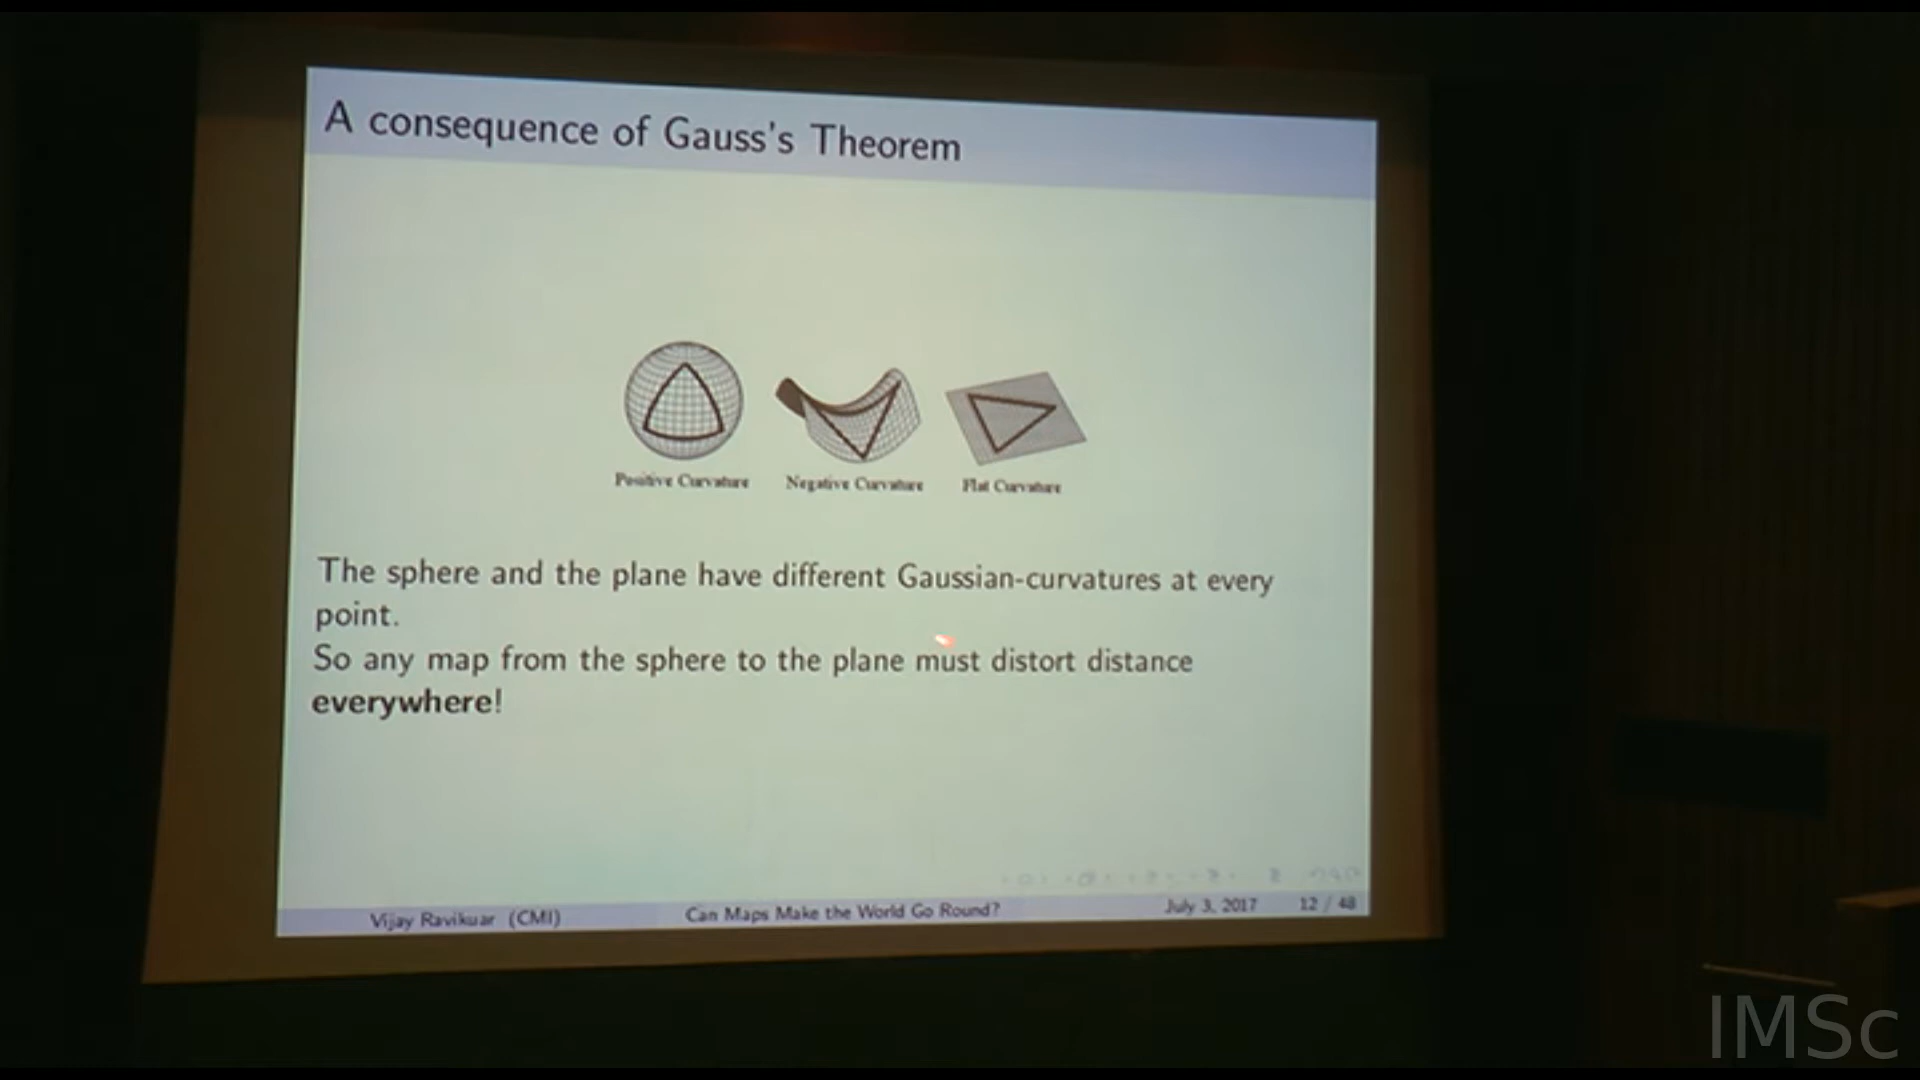 A consequence of Gauss's Theorem
Positive Curvature
Negative Curvature
Flat Curvature
The sphere and the plane have different Gaussian-curvatures at every
point.
So any map from the sphere to the plane must distort distance
everywhere!
Vijay Ravikuar (CMI)
Can Maps Make the World Go Round?
July 3, 2017
12 / 48
IMSc